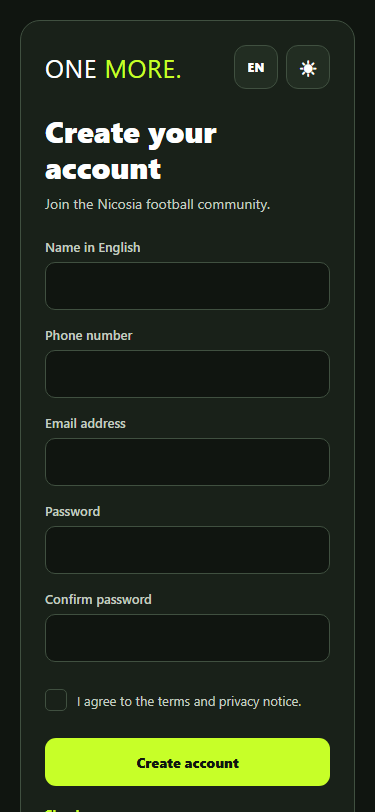 ONE MORE.
EN
Create your
account
Join the Nicosia football community.
Name in English
Phone number
Email address
Password
Confirm password
I agree to the terms and privacy notice.
Create account